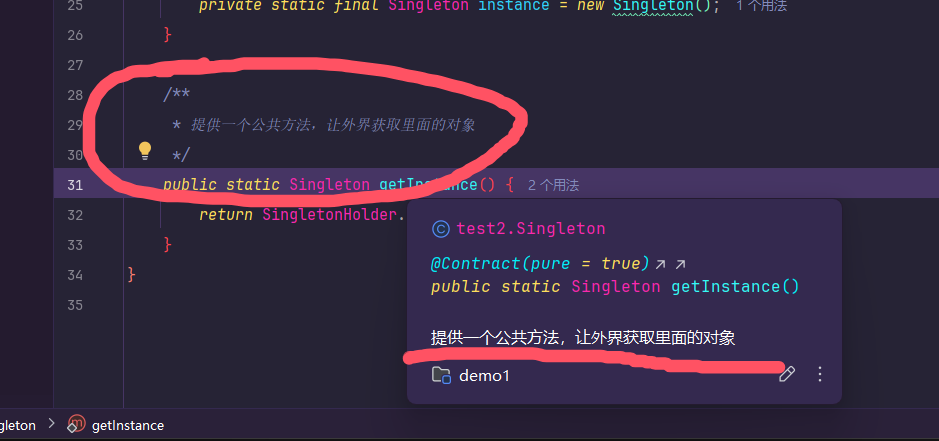 25 private static final Singleton instance = new Singleton(); 1个用法
26 }
27
28 /**
29 * 提供一个公共方法，让外界获取里面的对象
30 */
31 public static Singleton getInstance() { 2个用法
32 return SingletonHolder.
33 }
34 }
35
test2.Singleton
@Contract(pure = true)
public static Singleton getInstance()
提供一个公共方法，让外界获取里面的对象
demo1
gleton > getInstance